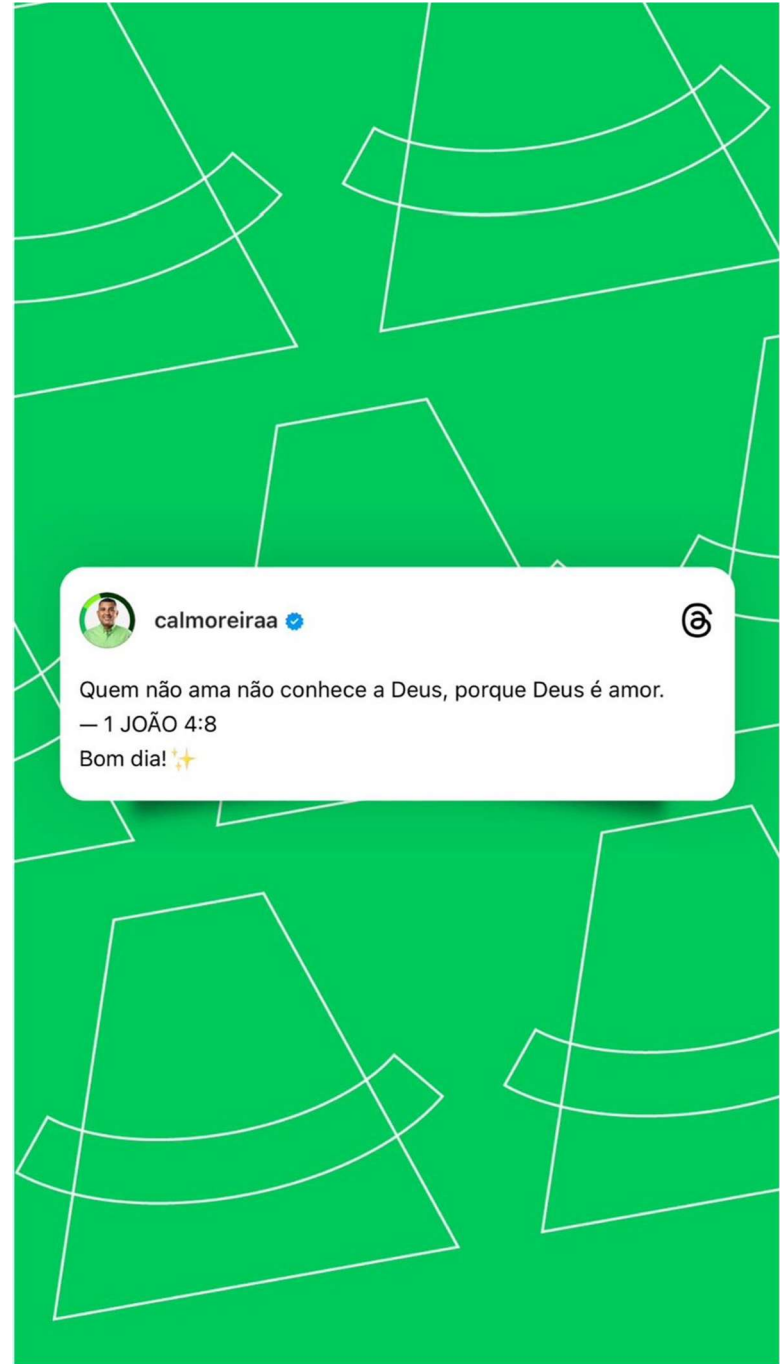 calmoreiraa
Quem não ama não conhece a Deus, porque Deus é amor.
— 1 JOÃO 4:8
Bom dia!✨